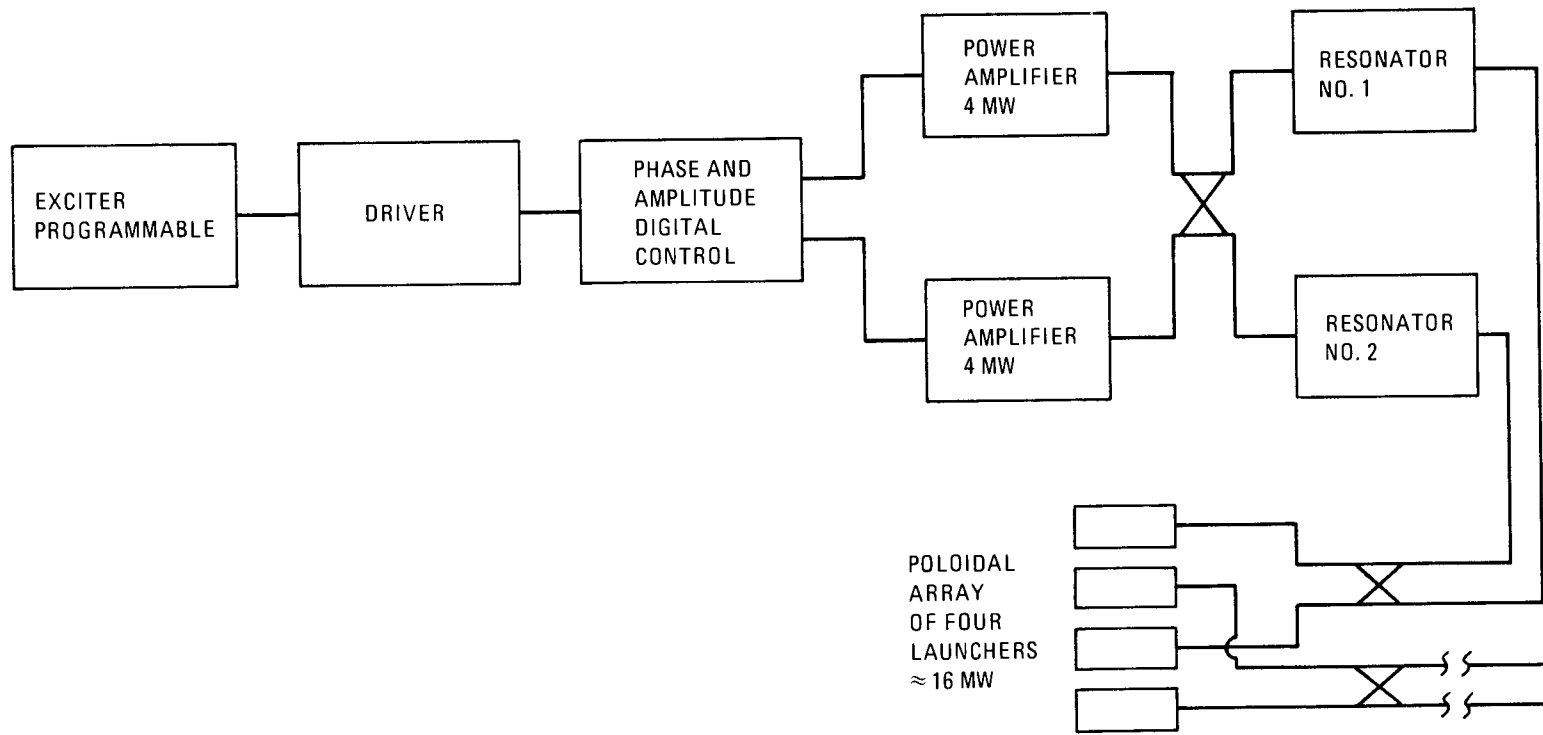 EXCITER
PROGRAMMABLE
DRIVER
PHASE AND
AMPLITUDE
DIGITAL
CONTROL
POWER
AMPLIFIER
4 MW
POWER
AMPLIFIER
4 MW
RESONATOR
NO. 1
RESONATOR
NO. 2
POLOIDAL
ARRAY
OF FOUR
LAUNCHERS
≈ 16 MW